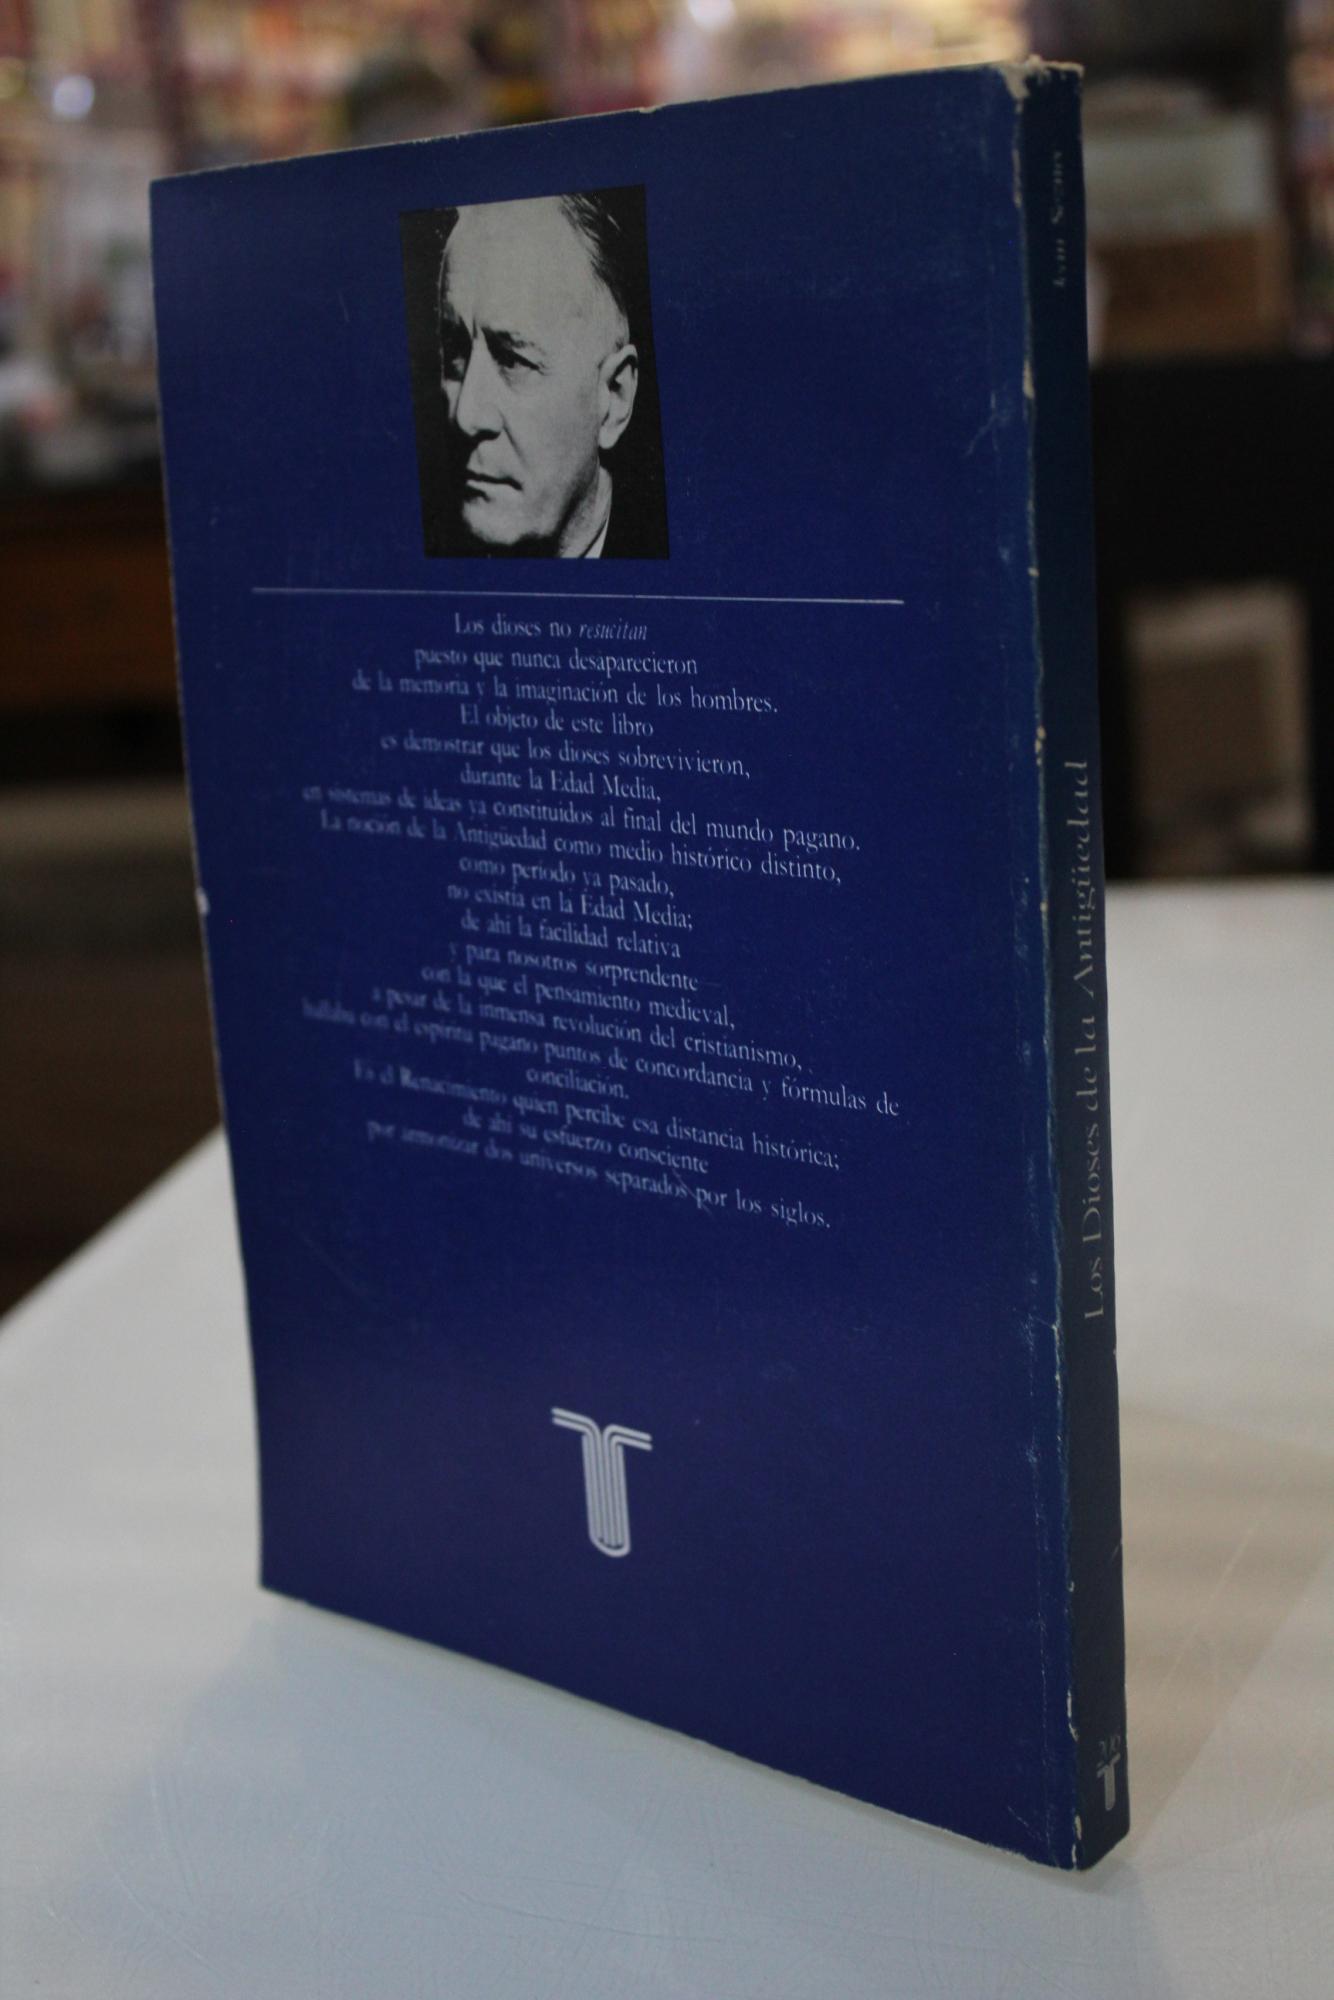 Los dioses no resucitan
puesto que nunca desaparecieron
de la memoria y la imaginación de los hombres.
El objeto de este libro
es demostrar que los dioses sobrevivieron,
durante la Edad Media,
en sistemas de ideas ya constituidos al final del mundo pagano.
La noción de la Antigüedad como medio histórico distinto,
como período ya pasado,
no existía en la Edad Media;
de ahí la facilidad relativa
y para nosotros sorprendente—
con la que el pensamiento medieval,
a pesar de la inmensa revolución del cristianismo,
hallaba con el espíritu pagano puntos de concordancia y fórmulas de
conciliación.
Es el Renacimiento quien percibe esa distancia histórica;
de ahí su esfuerzo consciente
por armonizar dos universos separados por los siglos.
Jean Seznec
Los Dioses de la Antigüedad
206